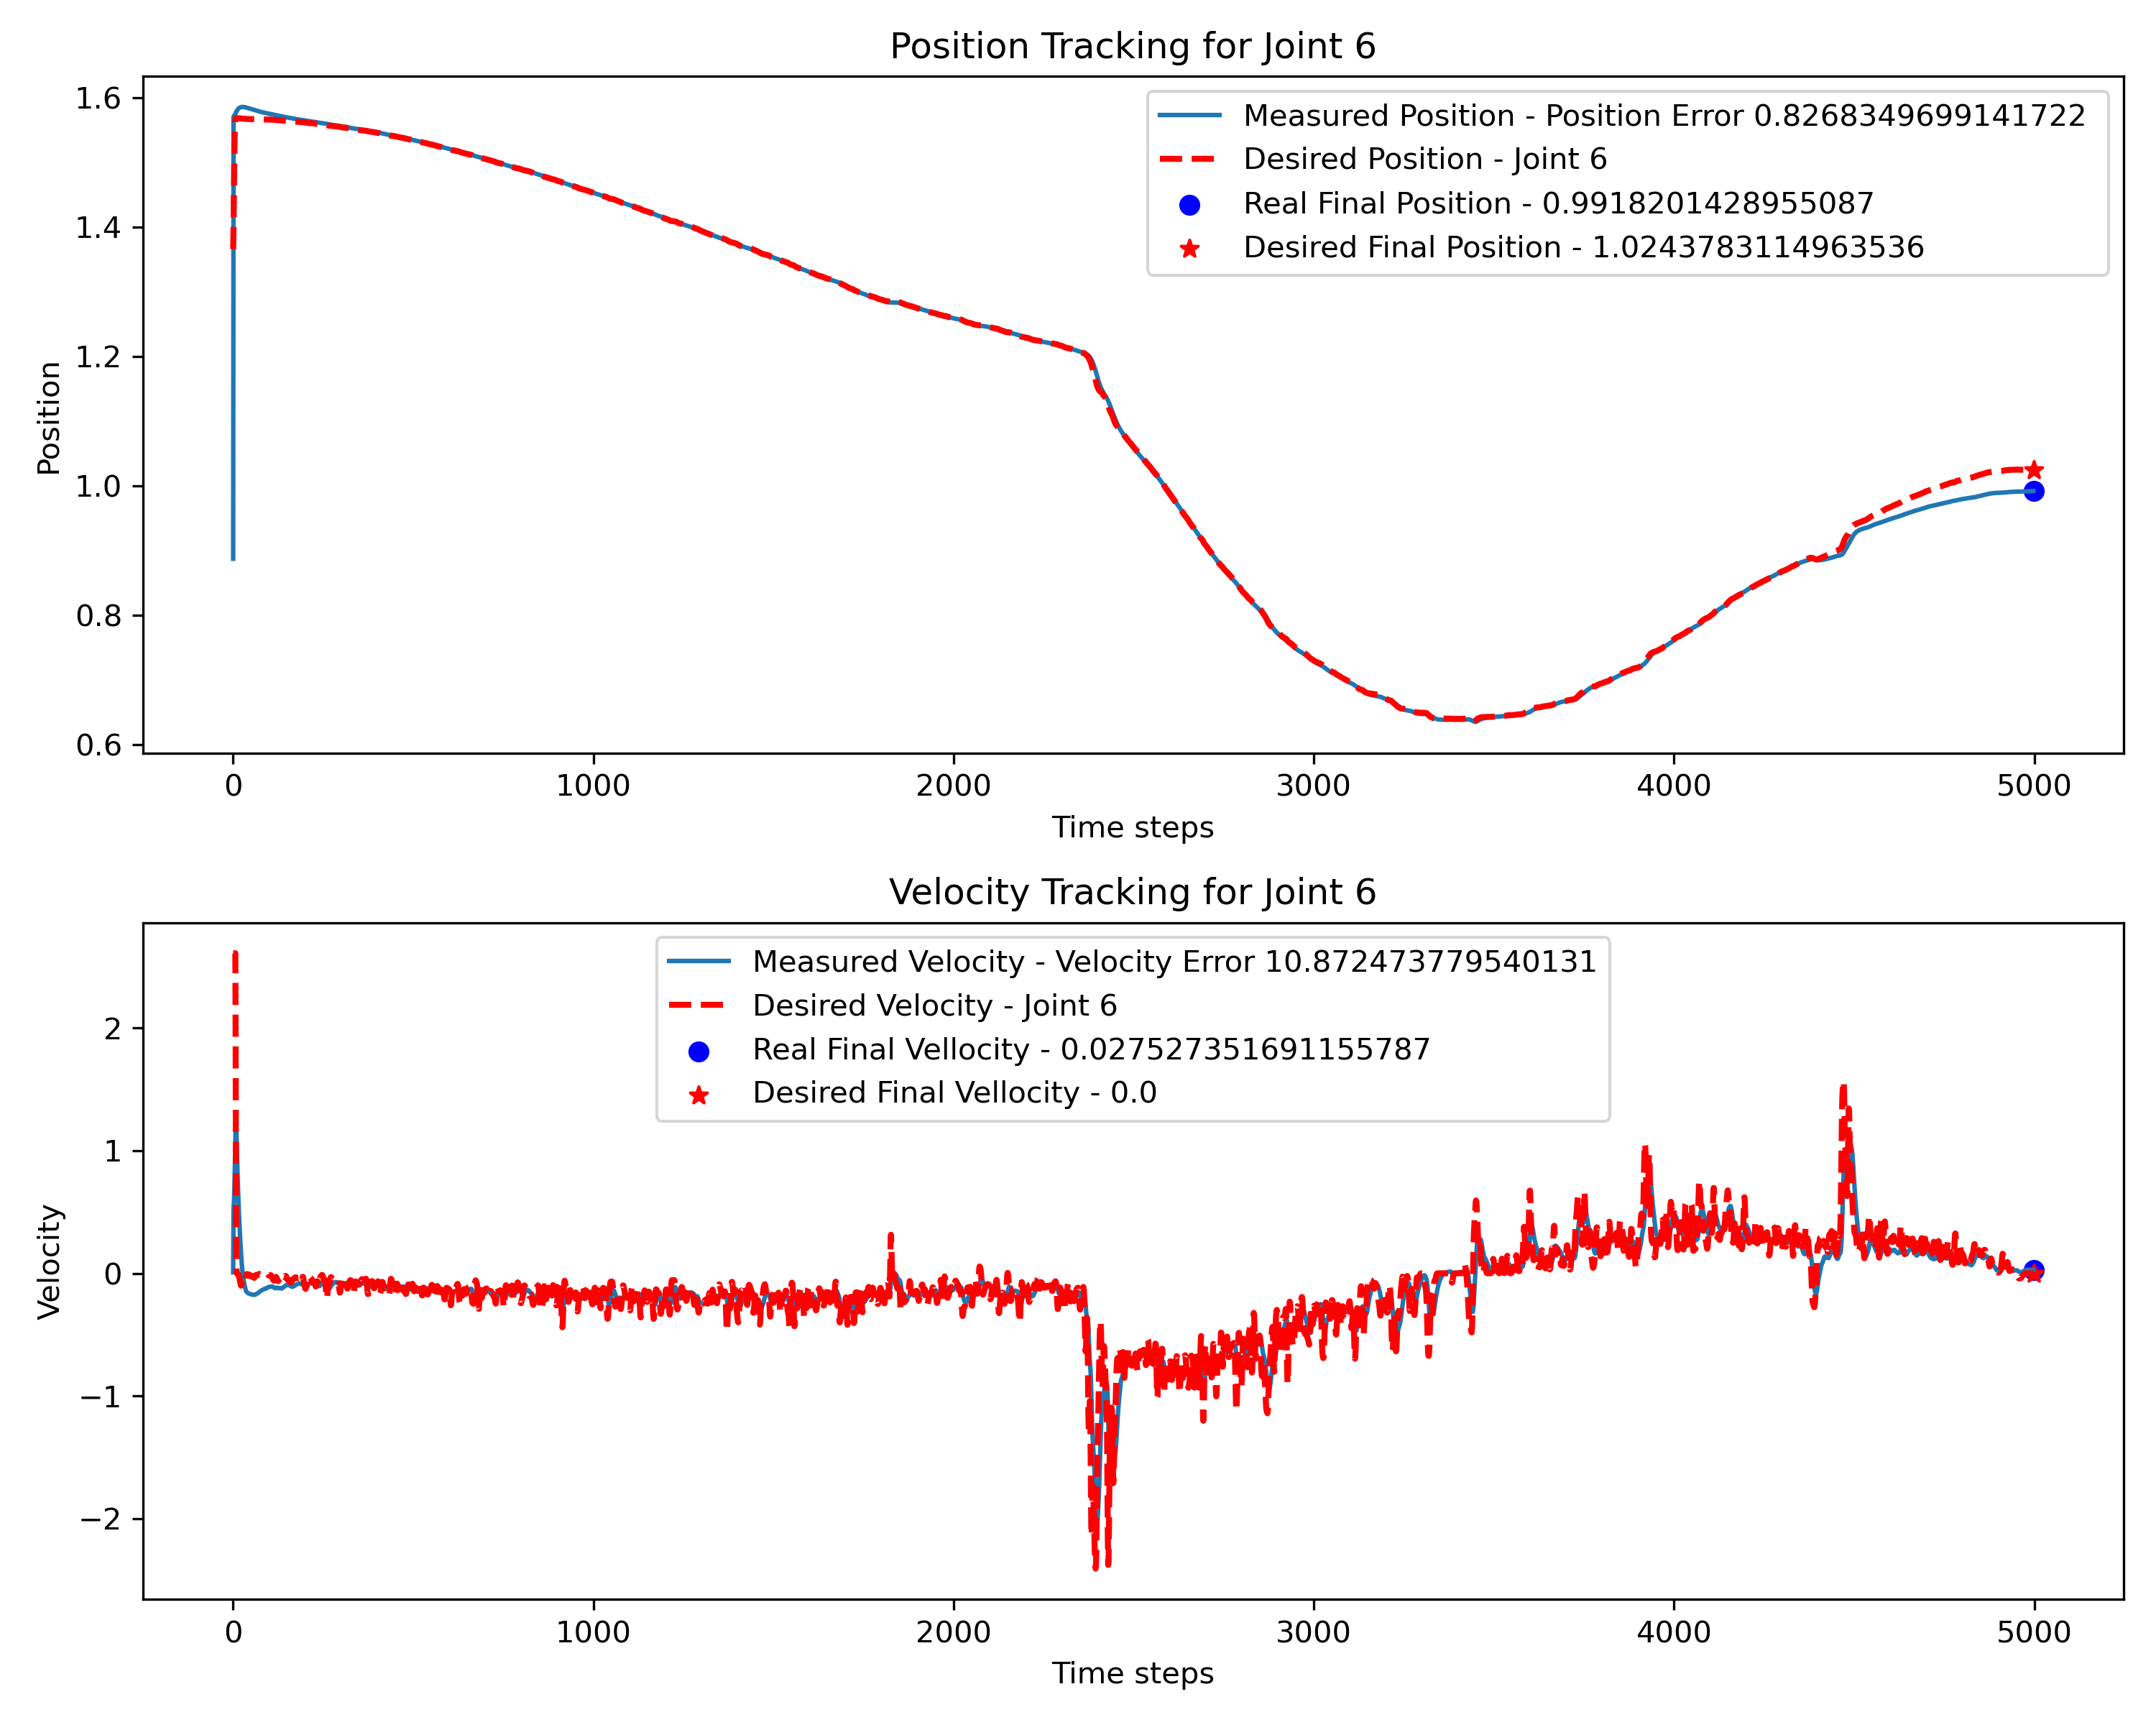 Position Tracking for Joint 6
Measured Position - Position Error 0.8268349699141722
Desired Position - Joint 6
Real Final Position - 0.9918201428955087
Desired Final Position - 1.0243783114963536
Position
1.6
1.4
1.2
1.0
0.8
0.6
0 1000 2000 3000 4000 5000
Time steps
Velocity Tracking for Joint 6
Measured Velocity - Velocity Error 10.872473779540131
Desired Velocity - Joint 6
Real Final Vellocity - 0.027527351691155787
Desired Final Vellocity - 0.0
Velocity
2
1
0
−1
−2
0 1000 2000 3000 4000 5000
Time steps